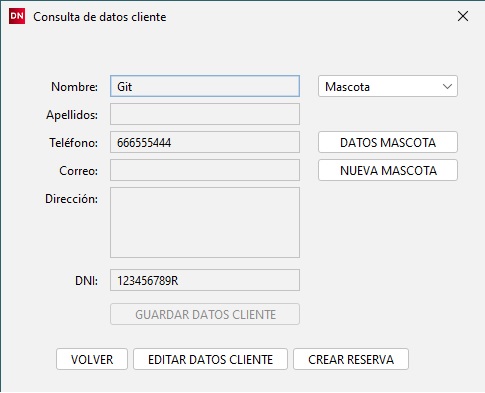 DN Consulta de datos cliente
Nombre: Git Mascota
Apellidos:
Teléfono: 666555444 DATOS MASCOTA
Correo: NUEVA MASCOTA
Dirección:
DNI: 123456789R
GUARDAR DATOS CLIENTE
VOLVER EDITAR DATOS CLIENTE CREAR RESERVA